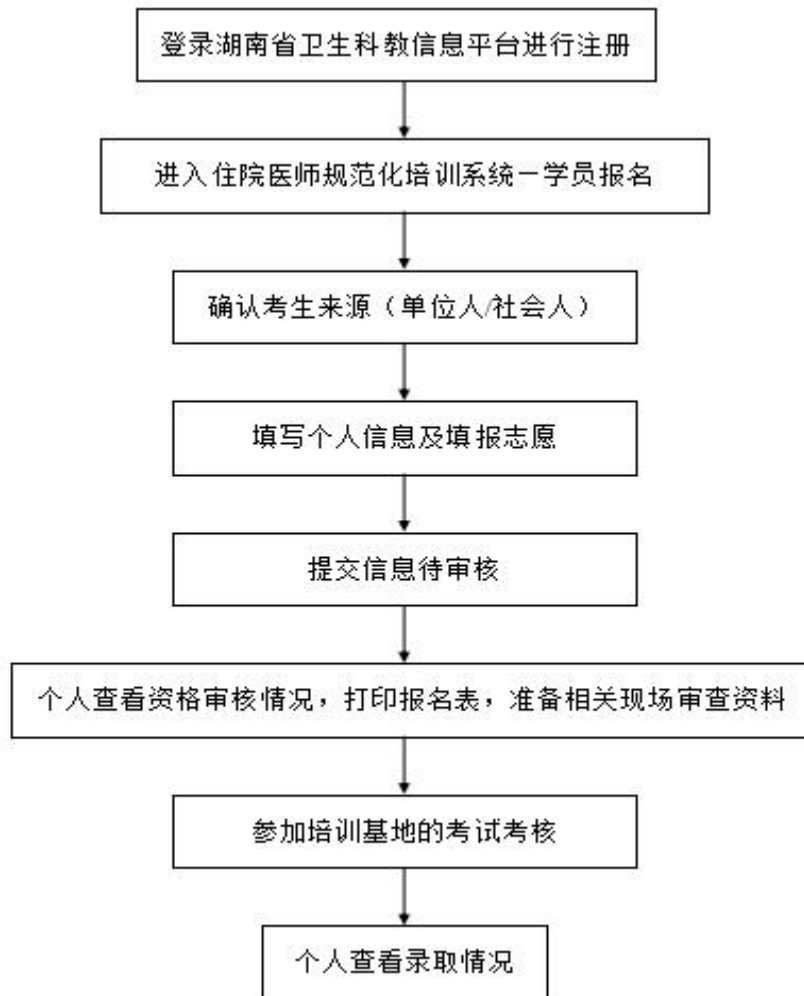 登录湖南省卫生科教信息平台进行注册
进入住院医师规范化培训系统－学员报名
确认考生来源（单位人/社会人）
填写个人信息及填报志愿
提交信息待审核
个人查看资格审核情况，打印报名表，准备相关现场审查资料
参加培训基地的考试考核
个人查看录取情况